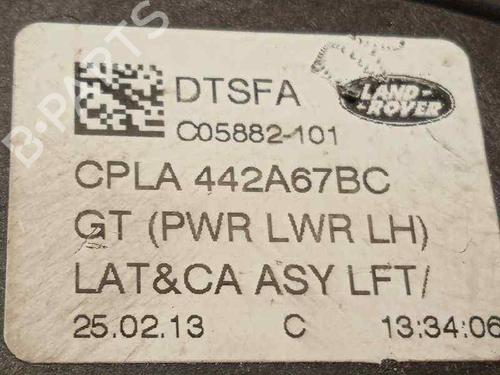 DTSFA
C05882-101
LAND-
ROVER
CPLA 442A67BC
GT (PWR LWR LH)
LAT&CA ASY LFT/
25.02.13 C 13:34:06
B-PARTS